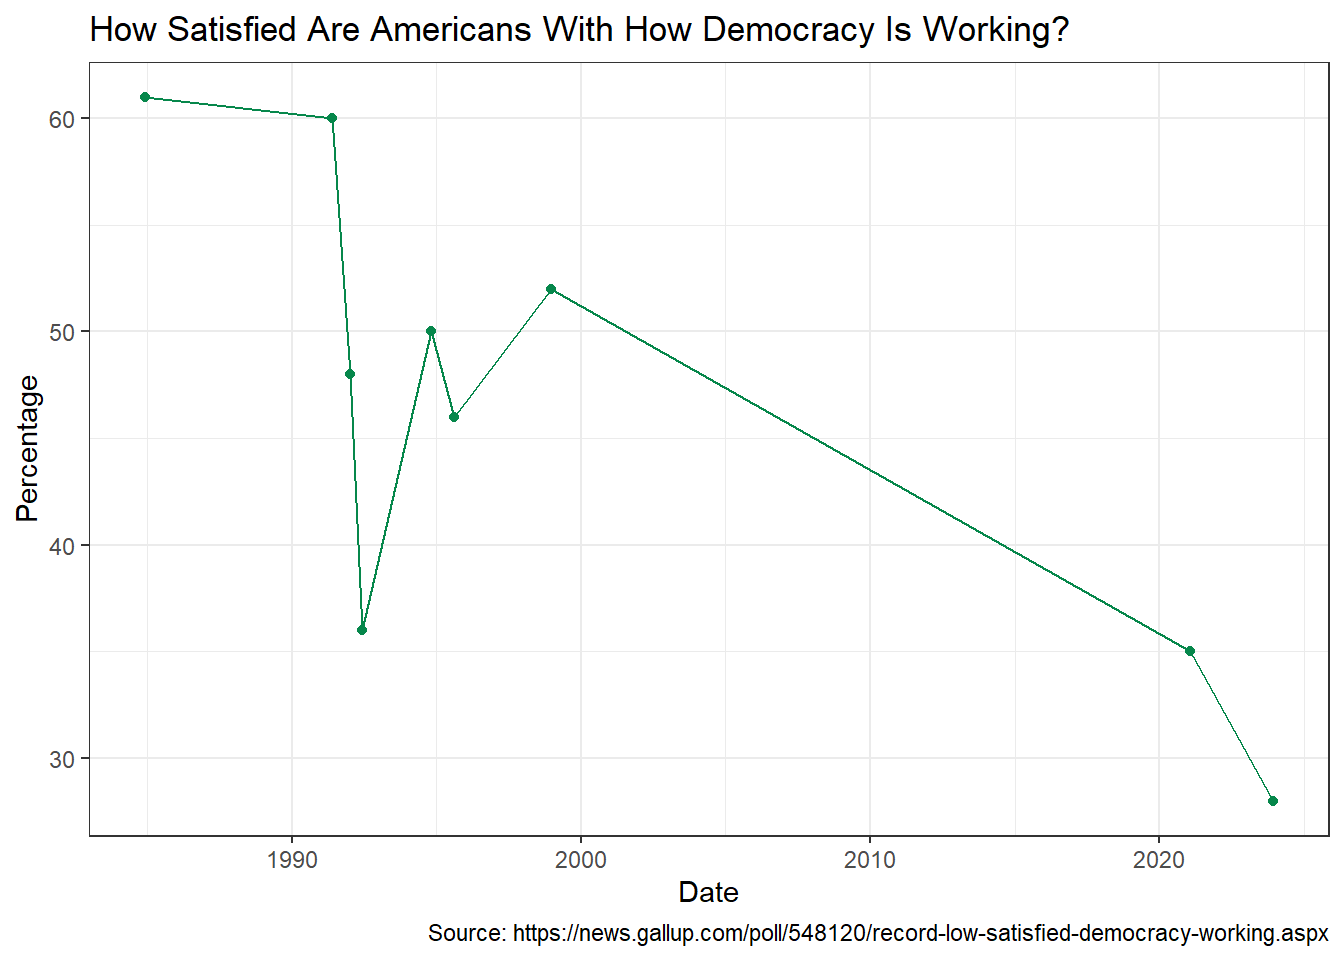 How Satisfied Are Americans With How Democracy Is Working?
60
50
40
30
Percentage
1990 2000 2010 2020
Date
Source: https://news.gallup.com/poll/548120/record-low-satisfied-democracy-working.aspx